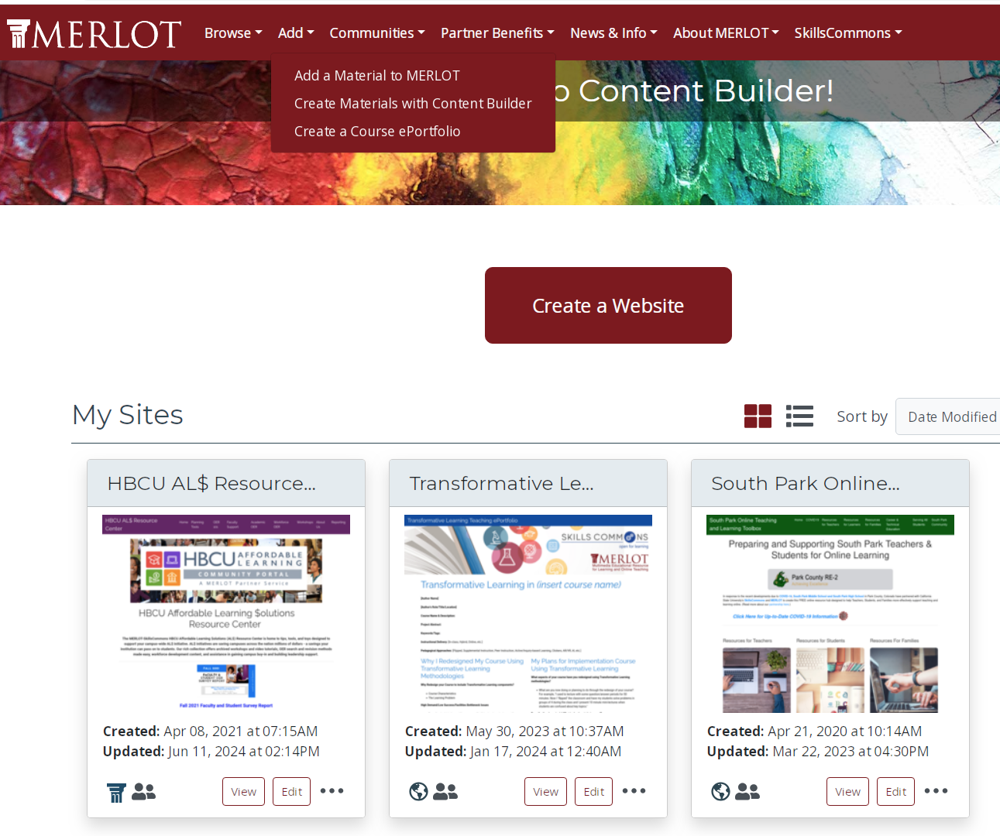 MERLOT
Browse Add Communities Partner Benefits News & Info About MERLOT SkillsCommons
Add a Material to MERLOT
Create Materials with Content Builder
Create a Course ePortfolio
o Content Builder!
Create a Website
My Sites
Sort by Date Modified
HBCU AL$ Resource...
HBCU AL$ Resource
Center
HBCU AFFORDABLE
LEARNING
COMMUNITY PORTAL
A MERLOT Partner Service
HBCU Affordable Learning $olutions
Resource Center
Fall 2021 Faculty and Student Survey Report
Created: Apr 08, 2021 at 07:15AM
Updated: Jun 11, 2024 at 02:14PM
View Edit
Transformative Le...
Transformative Learning Teaching ePortfolio
SKILLS COMMONS
open for learning
MERLOT
Transformative Learning in (insert course name)
Why I Redesigned My Course Using
Transformative Learning
Methodologies
My Plans for Implementation Course
Using Transformative Learning
Created: May 30, 2023 at 10:37AM
Updated: Jan 17, 2024 at 12:40AM
View Edit
South Park Online...
South Park Online Teaching
and Learning Toolbox
Preparing and Supporting South Park Teachers &
Students for Online Learning
Park County RE-2
Click Here for Up-to-Date COVID-19 Information
Resources for Teachers
Resources for Students
Resources For Families
Created: Apr 21, 2020 at 10:14AM
Updated: Mar 22, 2023 at 04:30PM
View Edit